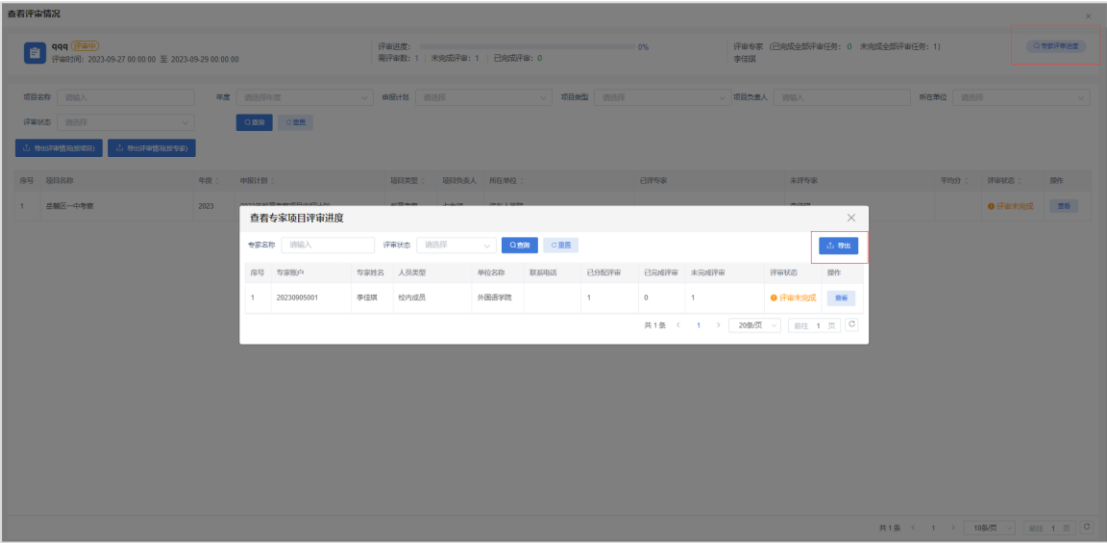 查看评审情况
qqq 评审中
评审时间：2023-09-27 00:00:00 至 2023-09-29 00:00:00
评审进度： 0%
需评审数：1 未完成评审：1 已完成评审：0
评审专家 (已完成全部评审任务：0 未完成全部评审任务：1)
李佳琪
专家评审进度
项目名称 请输入 年度 请选择年度 申报计划 请选择 项目类型 请选择 项目负责人 请输入 所在单位 请选择
评审状态 请选择 查询 重置
导出评审情况(按项目) 导出评审情况(按专家)
序号 项目名称 年度 申报计划 项目类型 项目负责人 所在单位 已评专家 未评专家 平均分 评审状态 操作
1 岳麓区一中考察 2023 评审未完成 查看
查看专家项目评审进度
专家名称 请输入 评审状态 请选择 查询 重置 导出
序号 专家账户 专家姓名 人员类型 单位名称 联系电话 已分配评审 已完成评审 未完成评审 评审状态 操作
1 20230905001 李佳琪 校内成员 外国语学院 1 0 1 评审未完成 查看
共 1 条 1 20条/页 前往 1 页
共 1 条 1 10条/页 前往 1 页